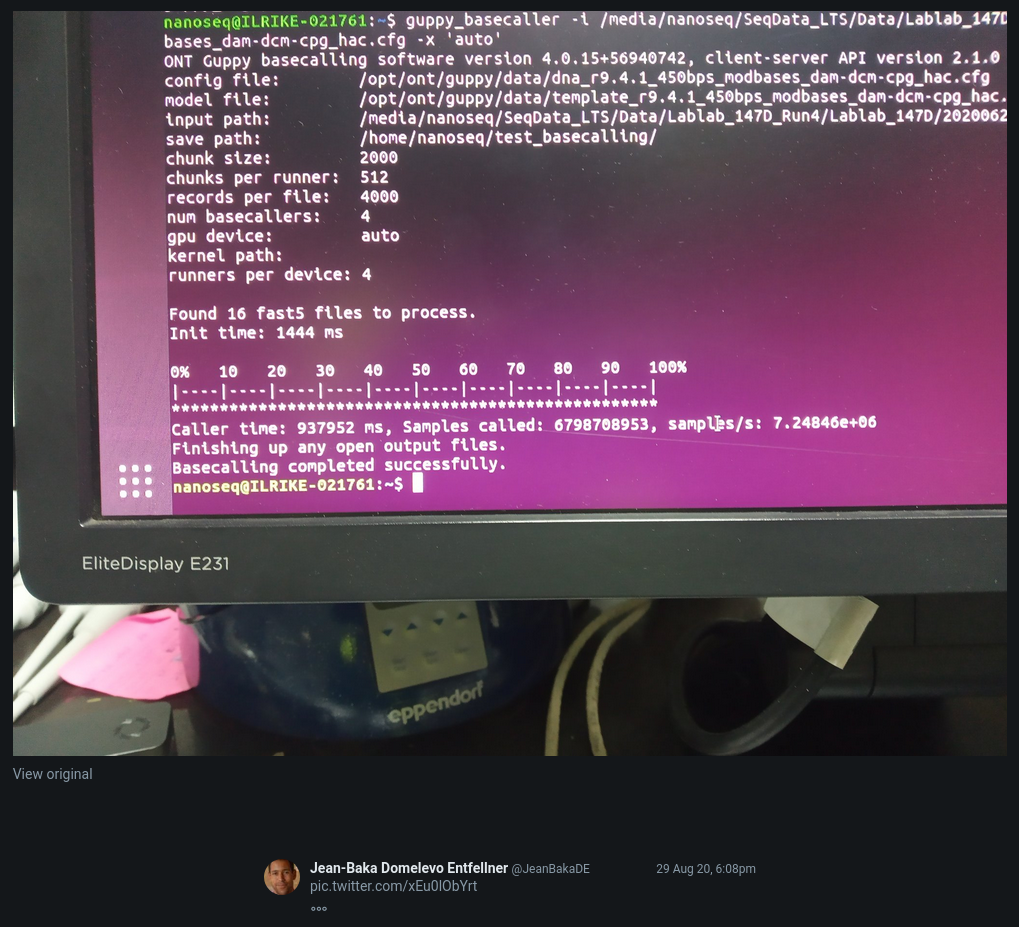 nanoseq@ILRIKE-021761:~$ guppy_basecaller -i /media/nanoseq/SeqData_LTS/Data/Lablab_147D
bases_dam-dcm-cpg_hac.cfg -x 'auto'
ONT Guppy basecalling software version 4.0.15+56940742, client-server API version 2.1.0
config file: /opt/ont/guppy/data/dna_r9.4.1_450bps_modbases_dam-dcm-cpg_hac.cfg
model file: /opt/ont/guppy/data/template_r9.4.1_450bps_modbases_dam-dcm-cpg_hac.
input path: /media/nanoseq/SeqData_LTS/Data/Lablab_147D_Run4/Lablab_147D/2020062
save path: /home/nanoseq/test_basecalling/
chunk size: 2000
chunks per runner: 512
records per file: 4000
num basecallers: 4
gpu device: auto
kernel path:
runners per device: 4
Found 16 fast5 files to process.
Init time: 1444 ms
0% 10 20 30 40 50 60 70 80 90 100%
|----|----|----|----|----|----|----|----|----|----|
***************************************************
Caller time: 937952 ms, Samples called: 6798708953, samples/s: 7.24846e+06
Finishing up any open output files.
Basecalling completed successfully.
nanoseq@ILRIKE-021761:~$
EliteDisplay E231
eppendorf
View original
Jean-Baka Domelevo Entfellner @JeanBakaDE 29 Aug 20, 6:08pm
pic.twitter.com/xEu0lObYrt